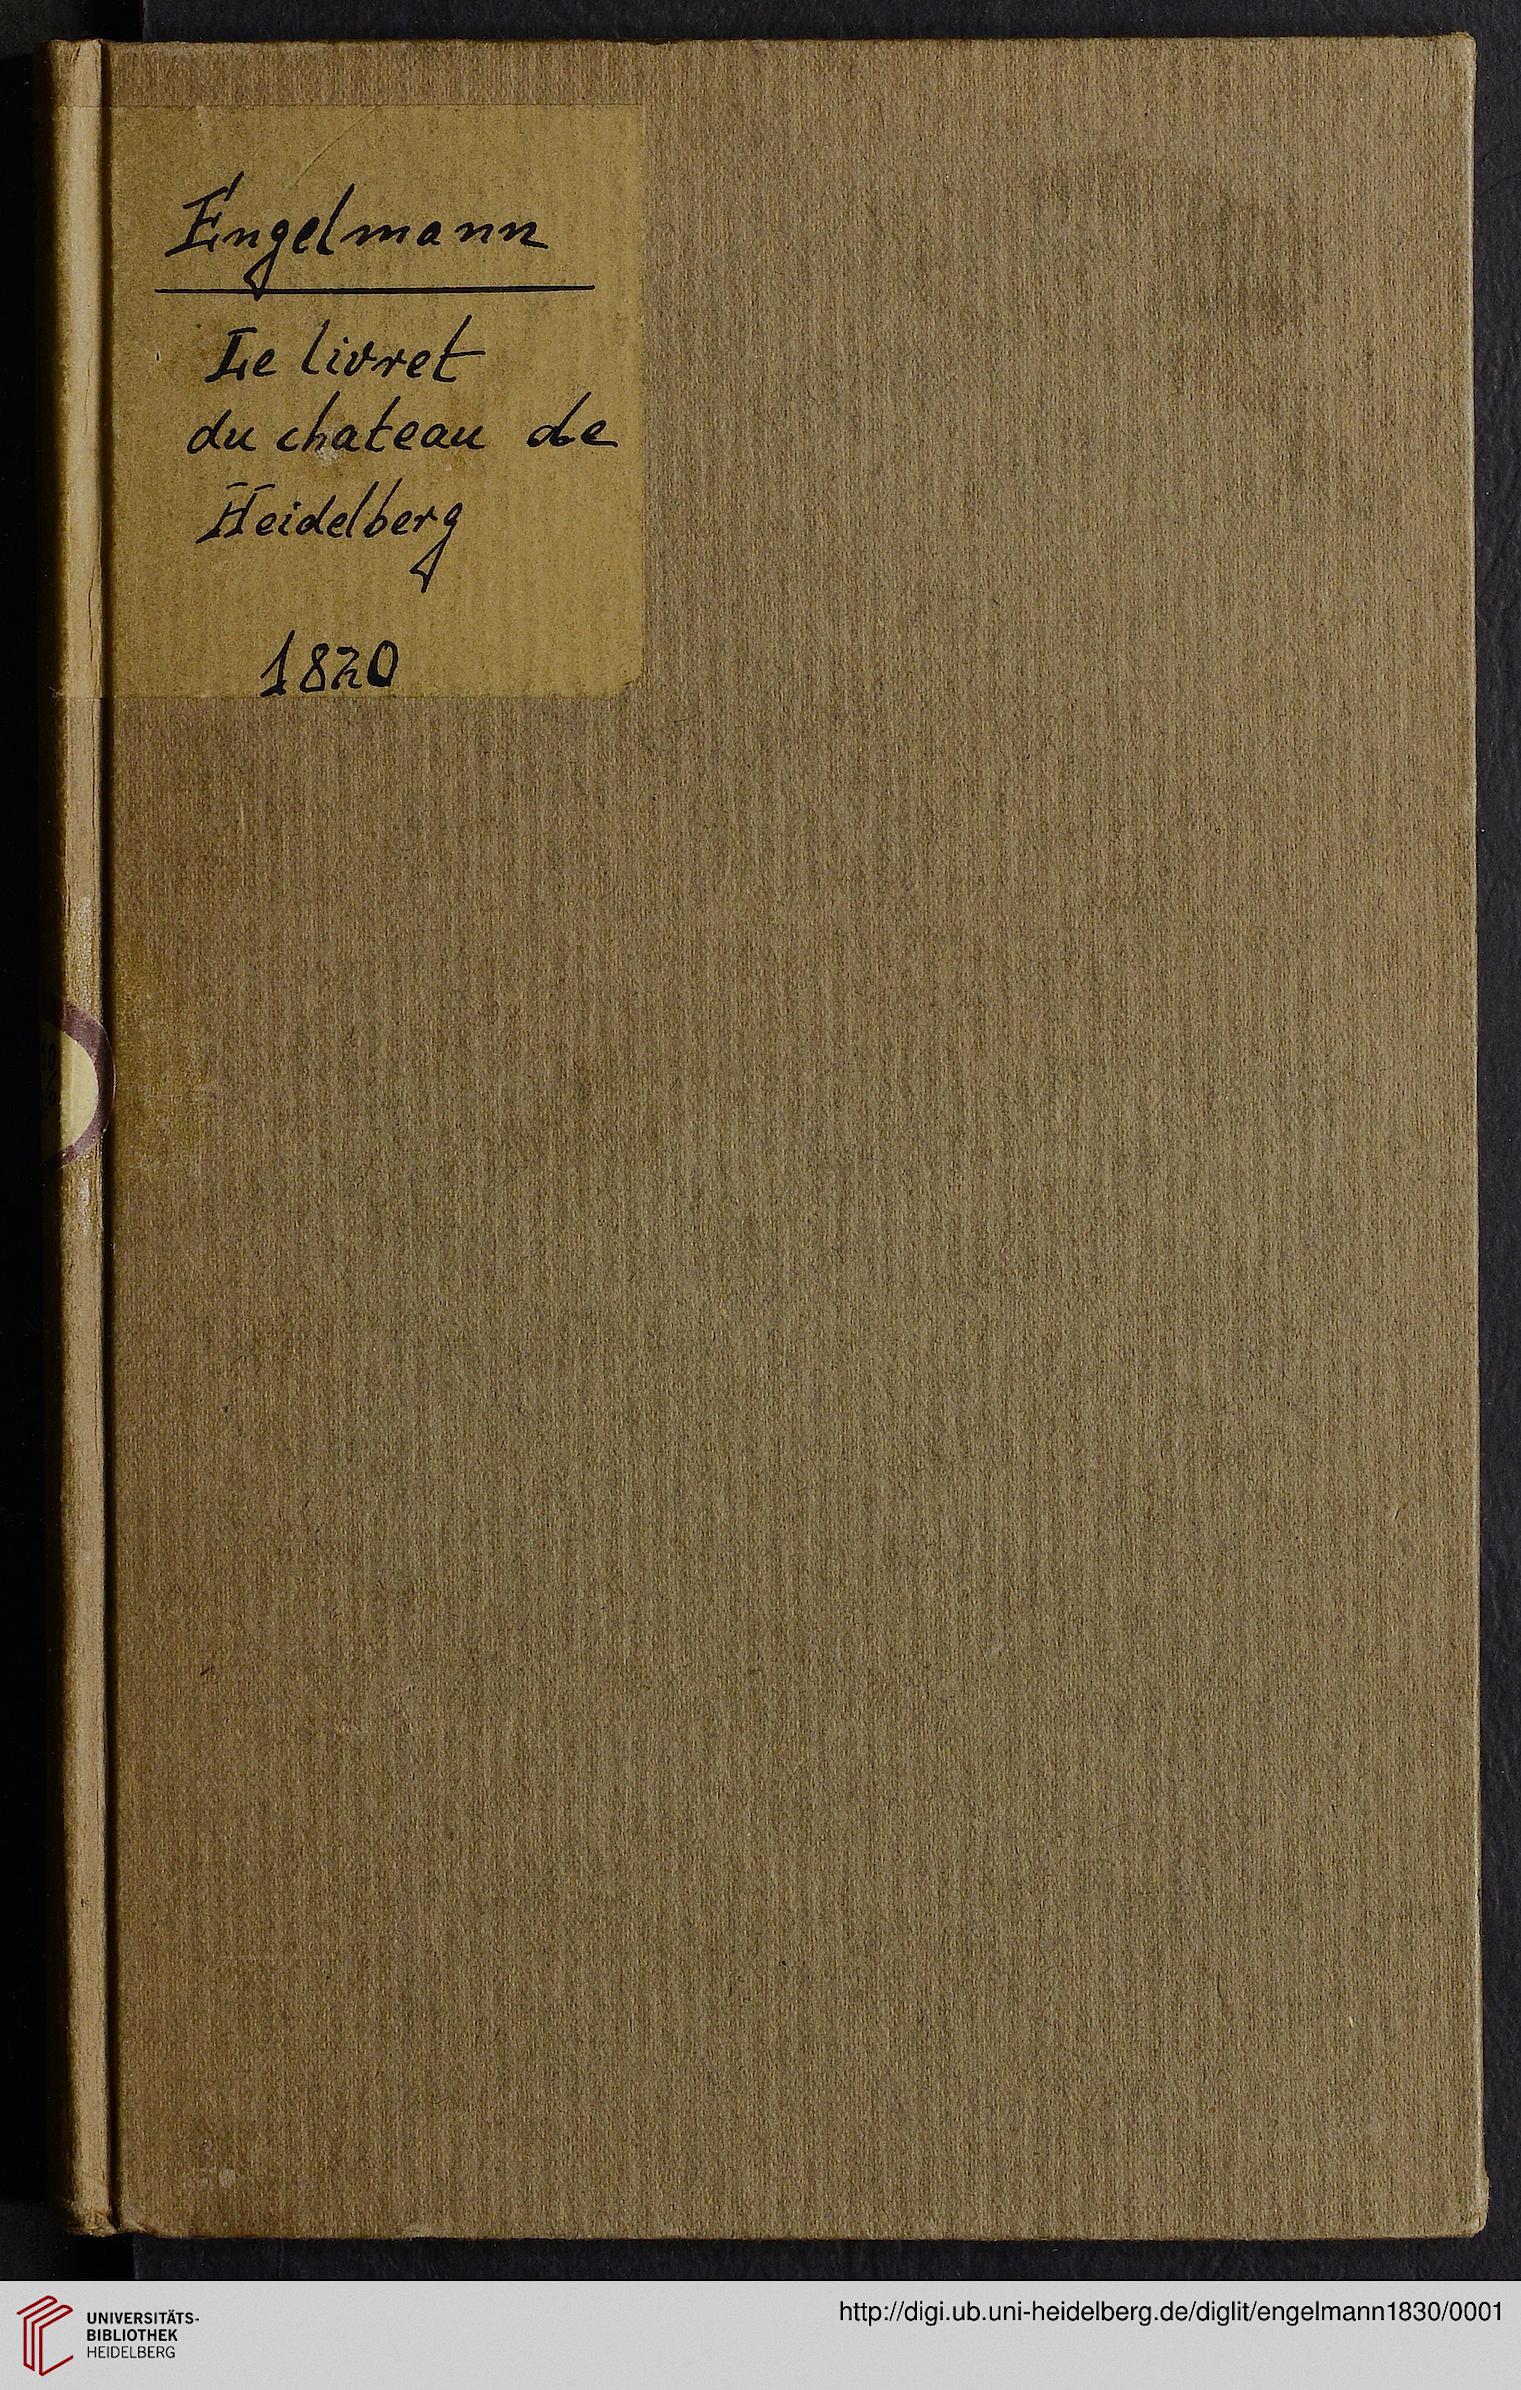 Engelmann
Le livret
du chateau de
Heidelberg
1820
UNIVERSITÄTS-
BIBLIOTHEK
HEIDELBERG
http://digi.ub.uni-heidelberg.de/diglit/engelmann1830/0001